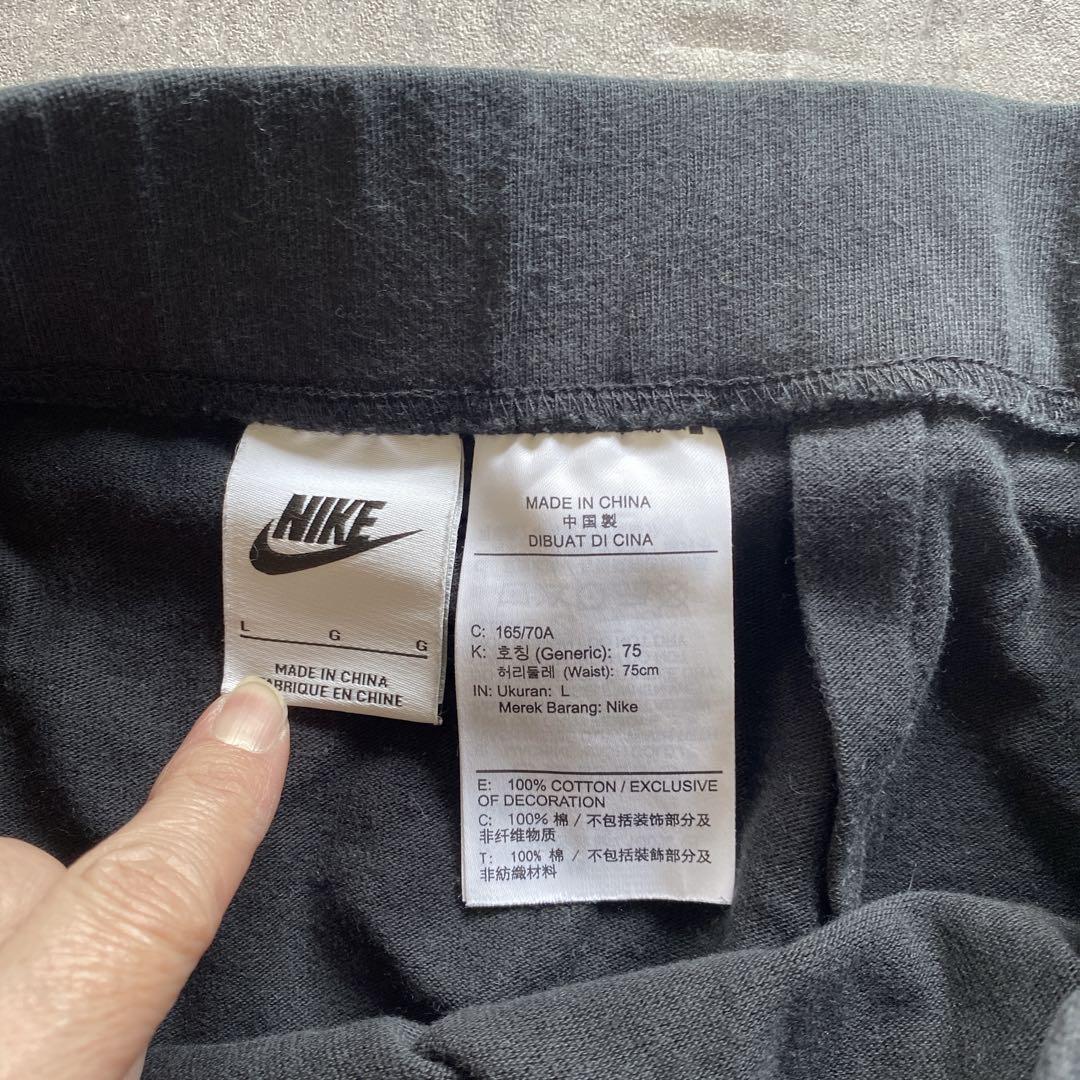 NIKE
L G G
MADE IN CHINA
FABRIQUE EN CHINE
MADE IN CHINA
中国製
DIBUAT DI CINA
C: 165/70A
K: 호칭 (Generic): 75
허리둘레 (Waist): 75cm
IN: Ukuran: L
Merek Barang: Nike
E: 100% COTTON / EXCLUSIVE
OF DECORATION
C: 100% 棉 / 不包括装饰部分及
非纤维物质
T: 100% 棉 / 不包括裝飾部分及
非紡織材料